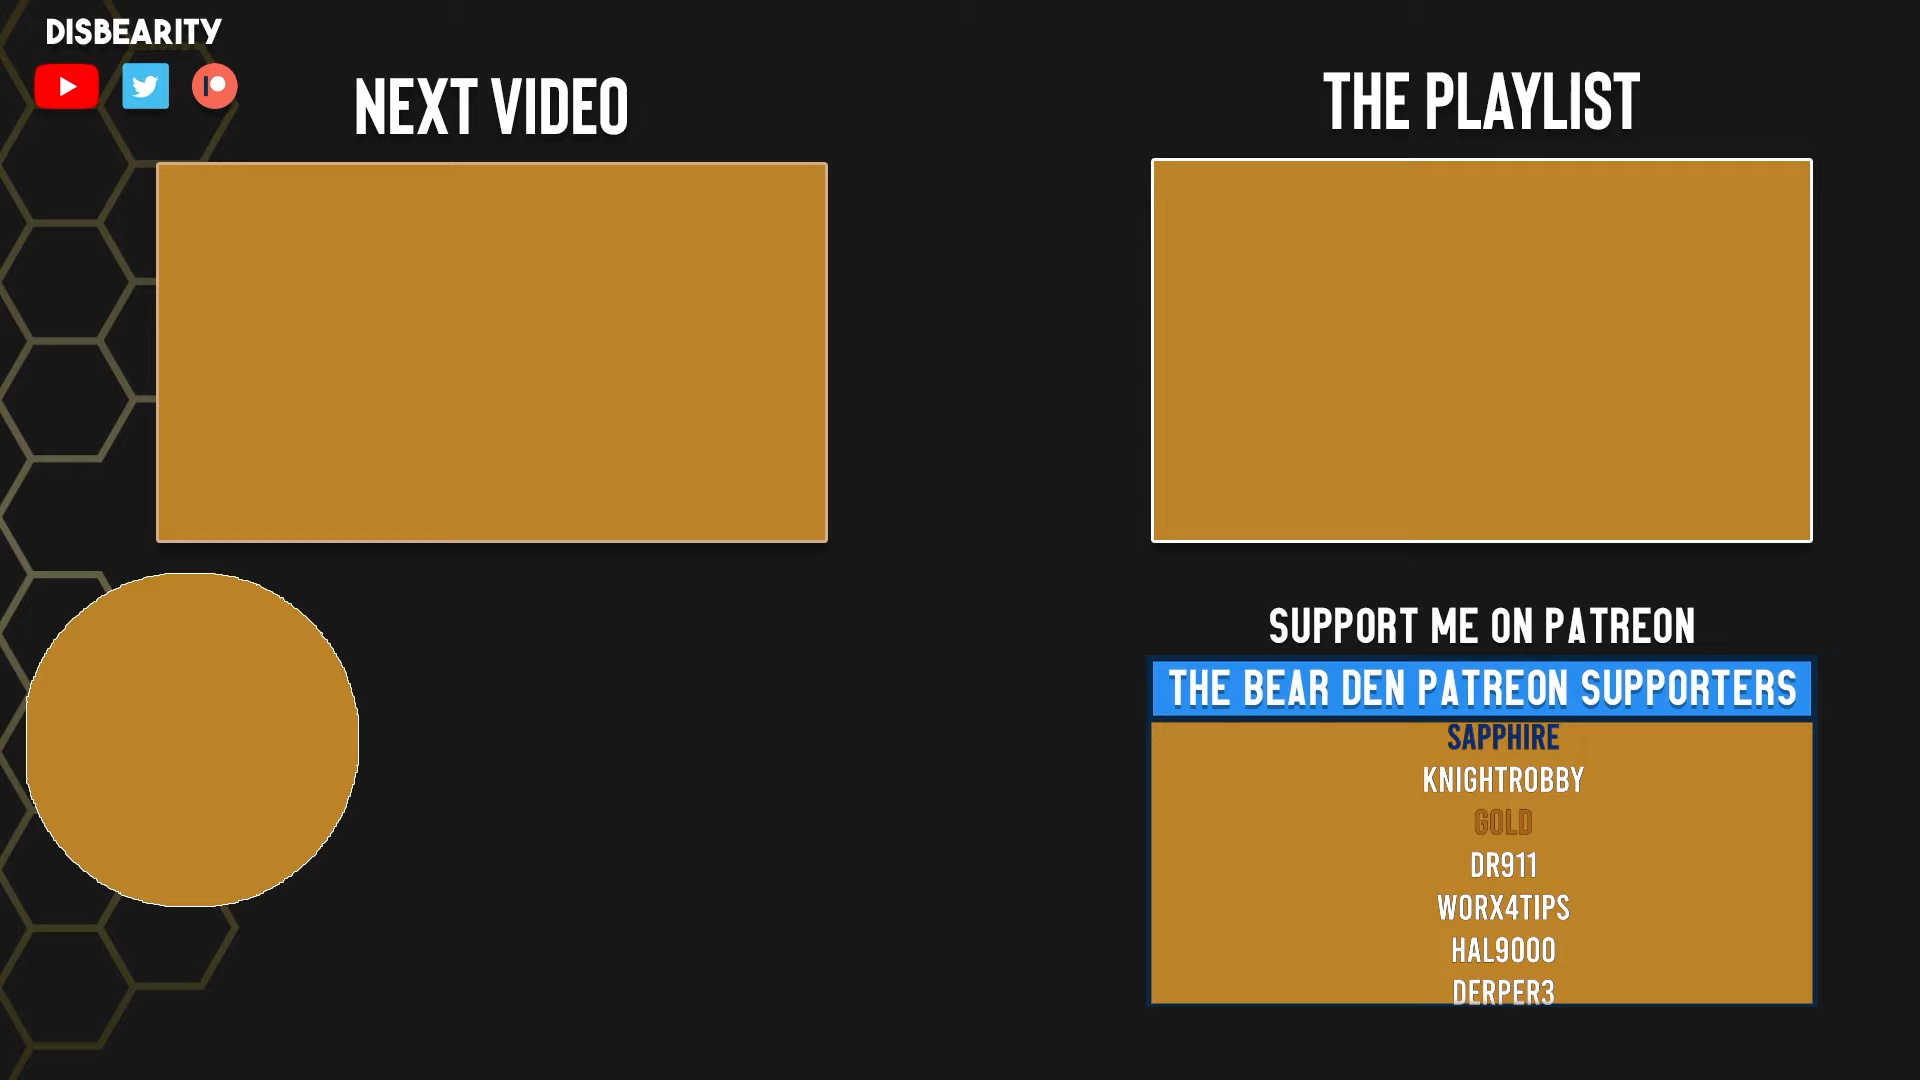 DISBEARITY
NEXT VIDEO
THE PLAYLIST
SUPPORT ME ON PATREON
THE BEAR DEN PATREON SUPPORTERS
SAPPHIRE
KNIGHTROBBY
GOLD
DR911
WORX4TIPS
HAL9000
DERPER3